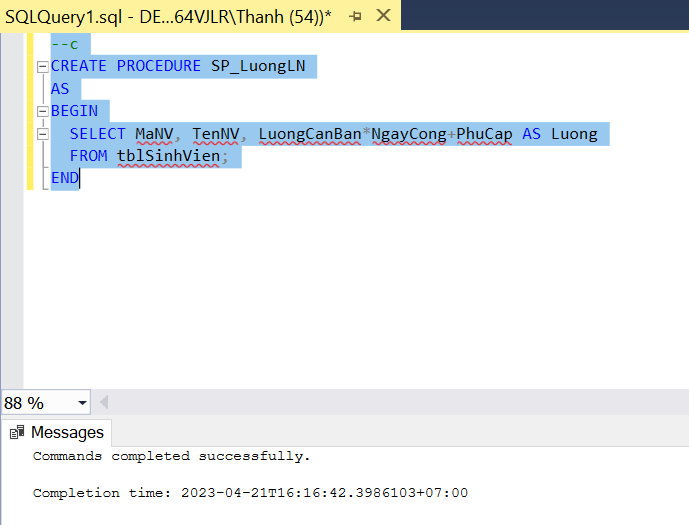 SQLQuery1.sql - DE...64VJLR\Thanh (54))*
--c
CREATE PROCEDURE SP_LuongLN
AS
BEGIN
SELECT MaNV, TenNV, LuongCanBan*NgayCong+PhuCap AS Luong
FROM tblSinhVien;
END
88 %
Messages
Commands completed successfully.
Completion time: 2023-04-21T16:16:42.3986103+07:00